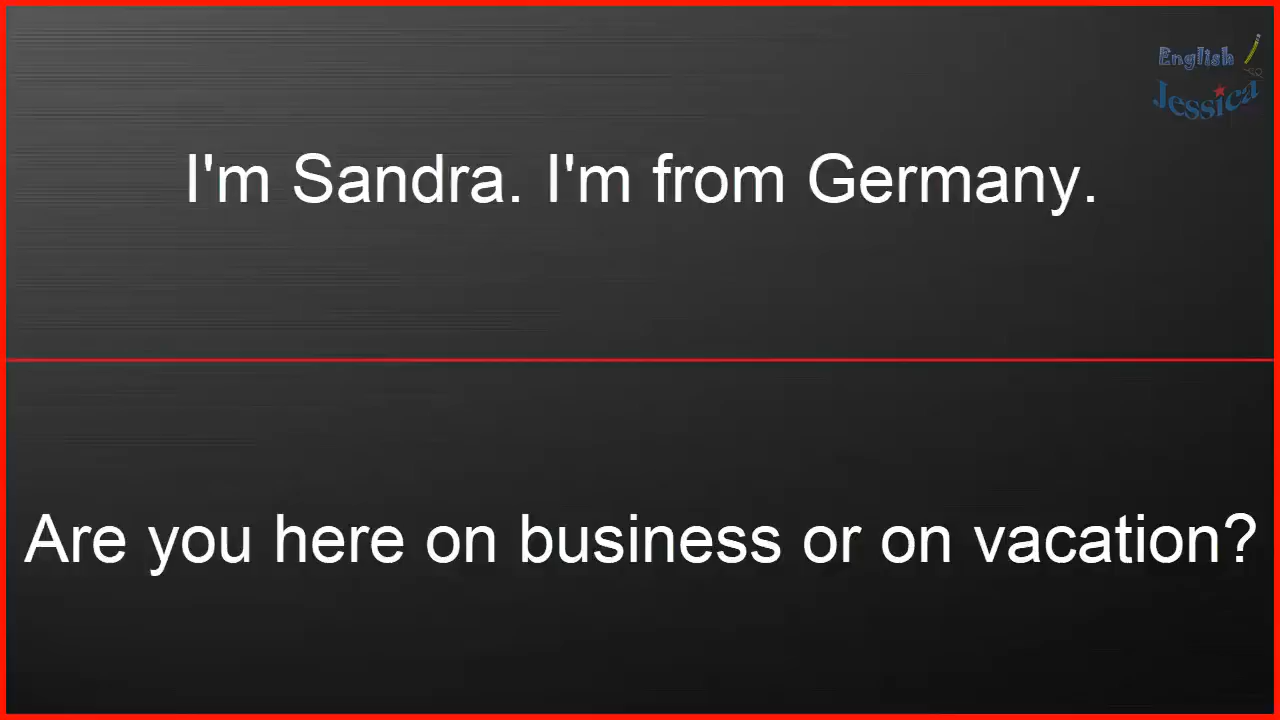 English
Jessica
I'm Sandra. I'm from Germany.
Are you here on business or on vacation?